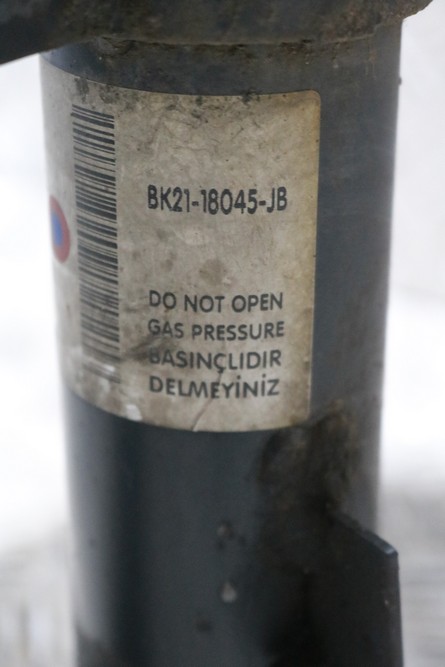 BK21-18045-JB
DO NOT OPEN
GAS PRESSURE
BASINÇLIDIR
DELMEYİNİZ